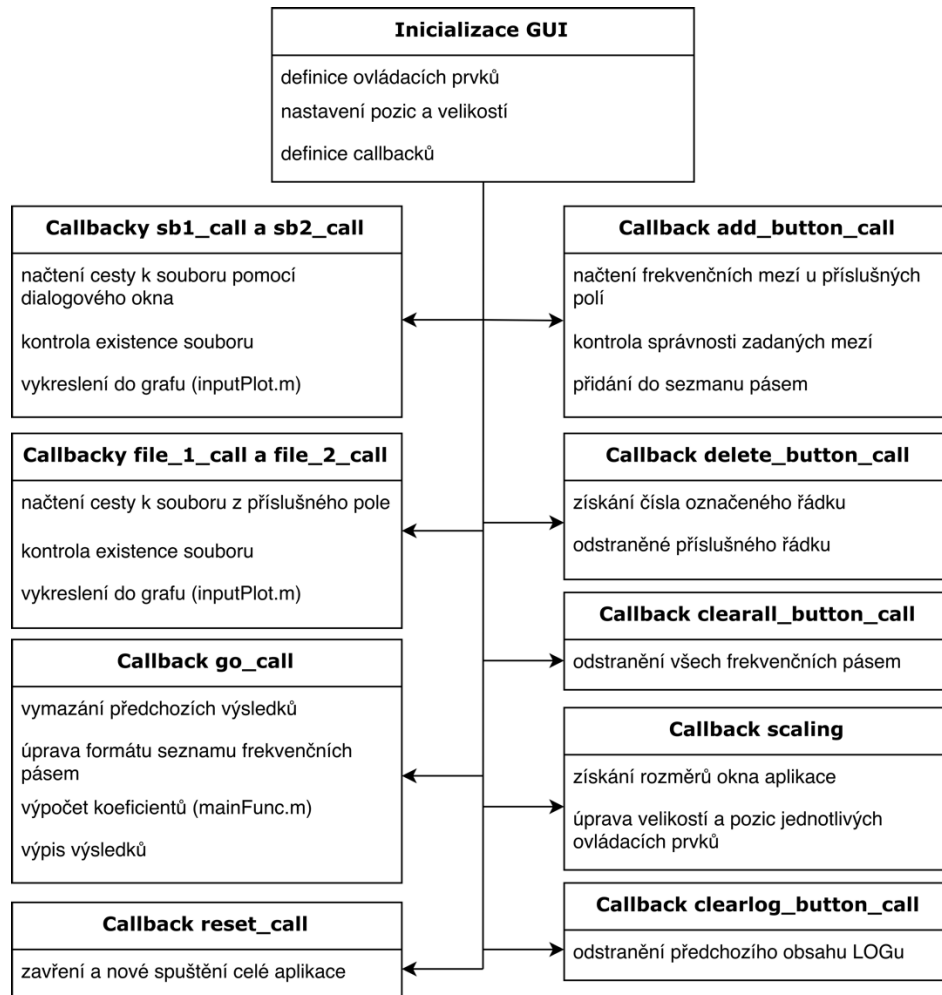 Inicializace GUI
definice ovládacích prvků
nastavení pozic a velikostí
definice callbacků
Callbacky sb1_call a sb2_call
načtení cesty k souboru pomocí
dialogového okna
kontrola existence souboru
vykreslení do grafu (inputPlot.m)
Callback add_button_call
načtení frekvenčních mezí u příslušných
polí
kontrola správnosti zadaných mezí
přidání do sezmanu pásem
Callbacky file_1_call a file_2_call
načtení cesty k souboru z příslušného pole
kontrola existence souboru
vykreslení do grafu (inputPlot.m)
Callback delete_button_call
získání čísla označeného řádku
odstraněné příslušného řádku
Callback clearall_button_call
odstranění všech frekvenčních pásem
Callback go_call
vymazání předchozích výsledků
úprava formátu seznamu frekvenčních
pásem
výpočet koeficientů (mainFunc.m)
výpis výsledků
Callback scaling
získání rozměrů okna aplikace
úprava velikostí a pozic jednotlivých
ovládacích prvků
Callback reset_call
zavření a nové spuštění celé aplikace
Callback clearlog_button_call
odstranění předchozího obsahu LOGu